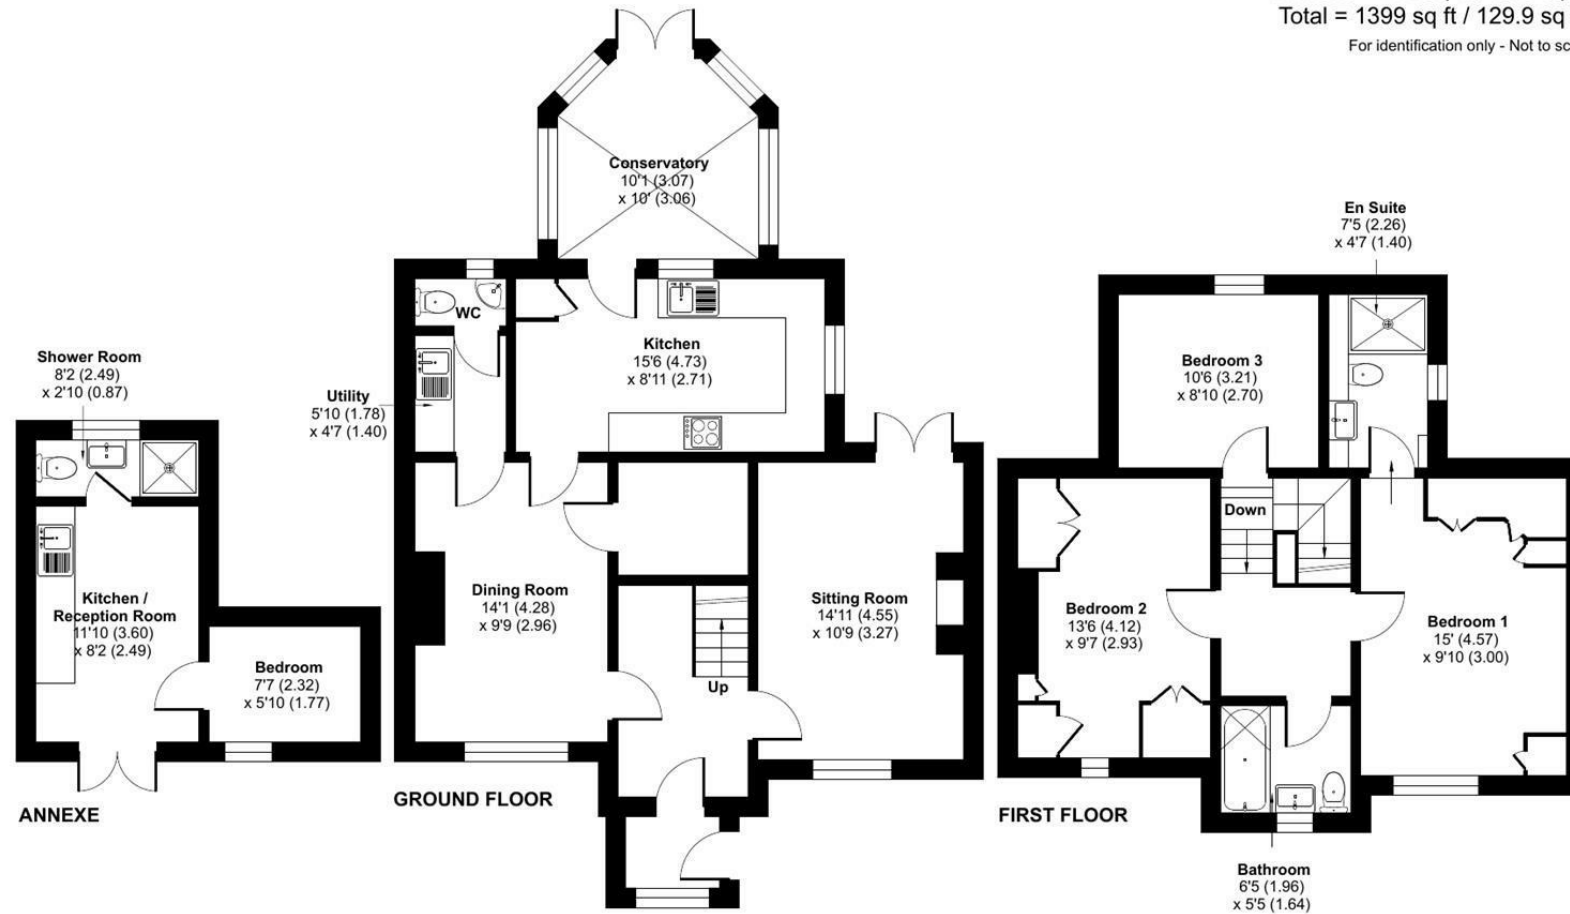 Total = 1399 sq ft / 129.9 sq
For identification only - Not to sc
Conservatory
10'1 (3.07)
x 10' (3.06)
En Suite
7'5 (2.26)
x 4'7 (1.40)
WC
Kitchen
15'6 (4.73)
x 8'11 (2.71)
Shower Room
8'2 (2.49)
x 2'10 (0.87)
Utility
5'10 (1.78)
x 4'7 (1.40)
Bedroom 3
10'6 (3.21)
x 8'10 (2.70)
Down
Kitchen /
Reception Room
11'10 (3.60)
x 8'2 (2.49)
Dining Room
14'1 (4.28)
x 9'9 (2.96)
Sitting Room
14'11 (4.55)
x 10'9 (3.27)
Bedroom 2
13'6 (4.12)
x 9'7 (2.93)
Bedroom 1
15' (4.57)
x 9'10 (3.00)
Bedroom
7'7 (2.32)
x 5'10 (1.77)
Up
ANNEXE
GROUND FLOOR
FIRST FLOOR
Bathroom
6'5 (1.96)
x 5'5 (1.64)